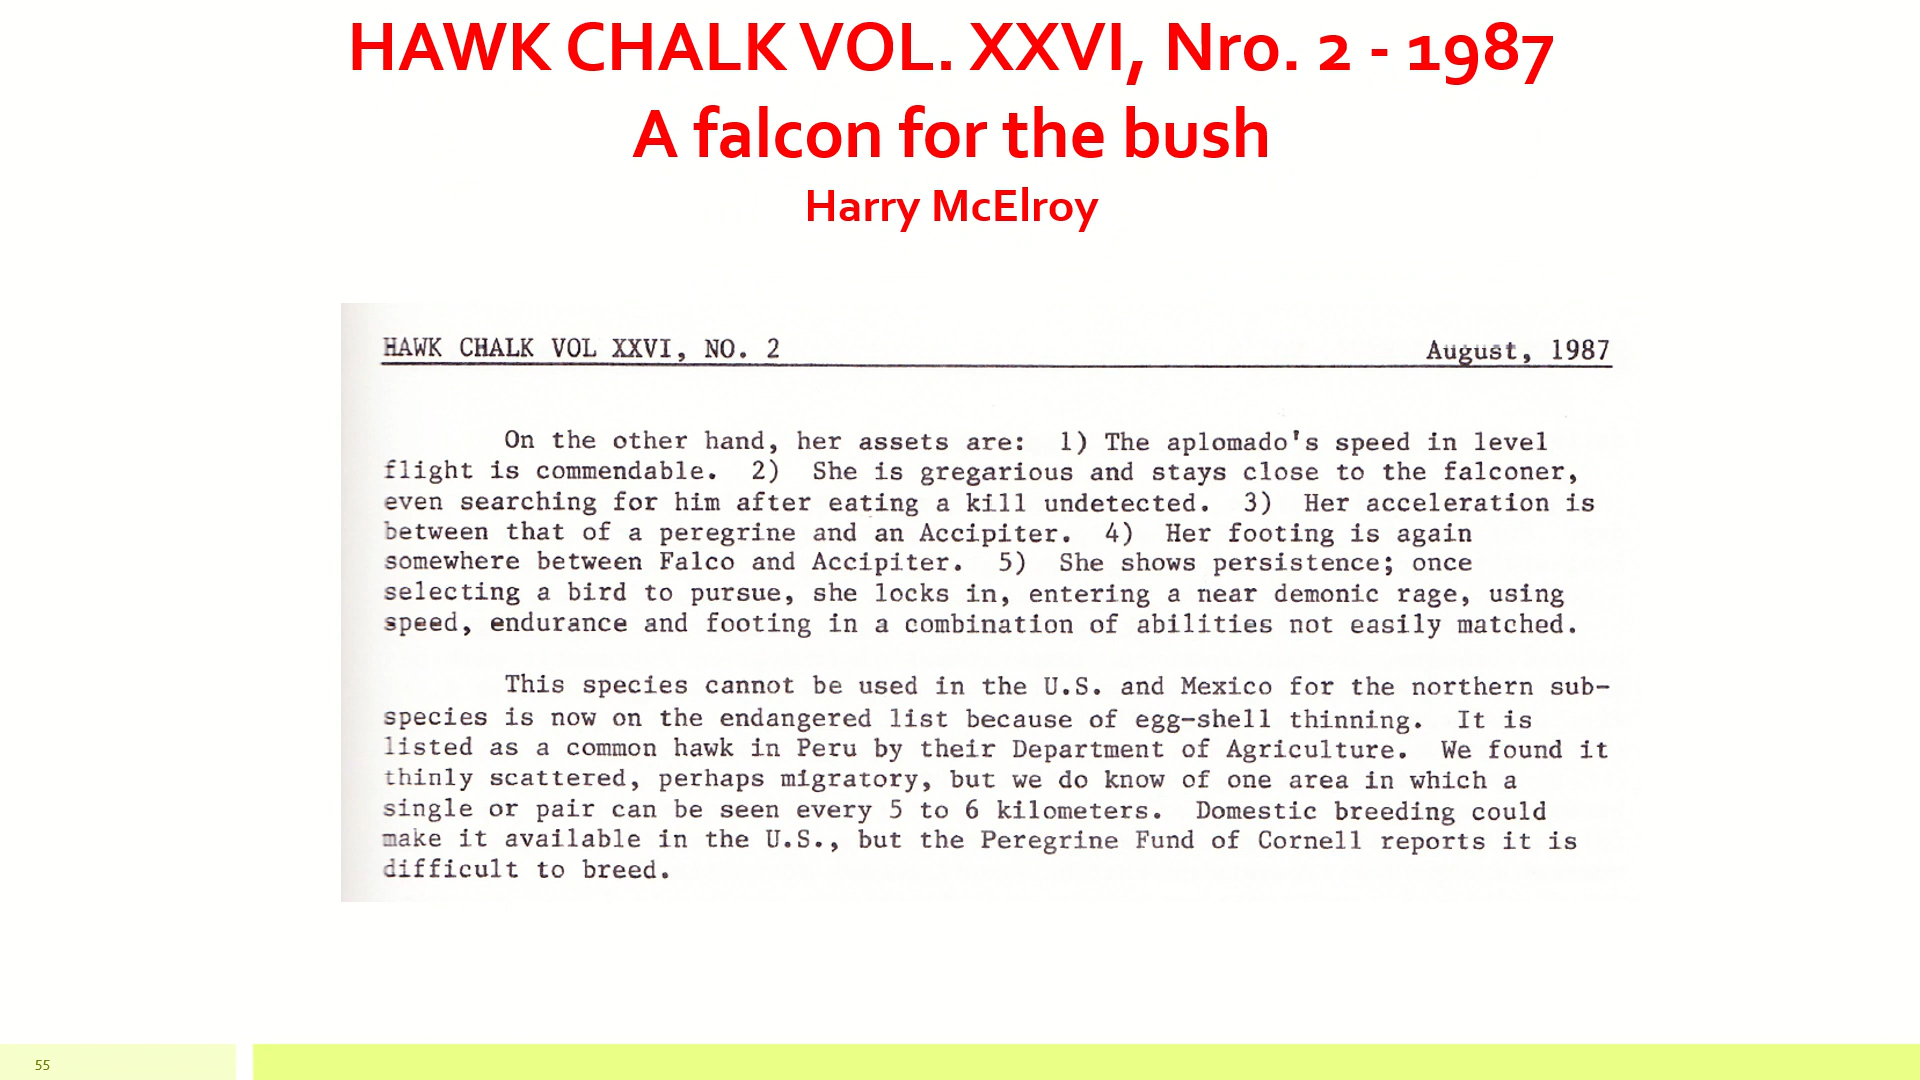 HAWK CHALK VOL. XXVI, Nro. 2 - 1987
A falcon for the bush
Harry McElroy
HAWK CHALK VOL XXVI, NO. 2 August, 1987
On the other hand, her assets are: 1) The aplomado's speed in level
flight is commendable. 2) She is gregarious and stays close to the falconer,
even searching for him after eating a kill undetected. 3) Her acceleration is
between that of a peregrine and an Accipiter. 4) Her footing is again
somewhere between Falco and Accipiter. 5) She shows persistence; once
selecting a bird to pursue, she locks in, entering a near demonic rage, using
speed, endurance and footing in a combination of abilities not easily matched.
This species cannot be used in the U.S. and Mexico for the northern sub-
species is now on the endangered list because of egg-shell thinning. It is
listed as a common hawk in Peru by their Department of Agriculture. We found it
thinly scattered, perhaps migratory, but we do know of one area in which a
single or pair can be seen every 5 to 6 kilometers. Domestic breeding could
make it available in the U.S., but the Peregrine Fund of Cornell reports it is
difficult to breed.
55